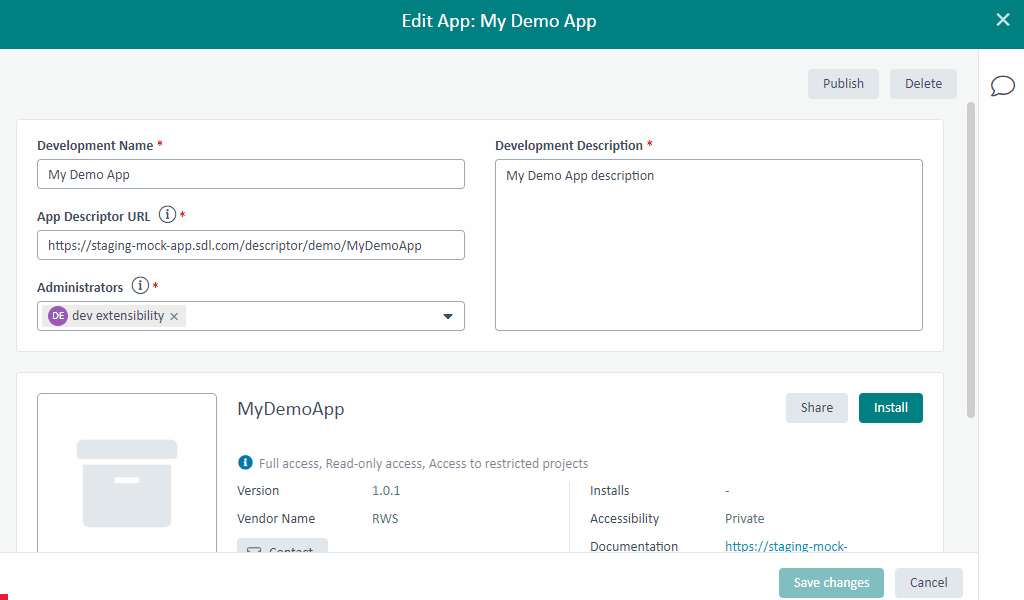 Edit App: My Demo App
Publish
Delete
Development Name *
My Demo App
Development Description *
My Demo App description
App Descriptor URL i *
https://staging-mock-app.sdl.com/descriptor/demo/MyDemoApp
Administrators i *
DE dev extensibility ×
MyDemoApp
Share
Install
i Full access, Read-only access, Access to restricted projects
Version 1.0.1
Installs -
Vendor Name RWS
Accessibility Private
Contact
Documentation https://staging-mock-
Save changes
Cancel